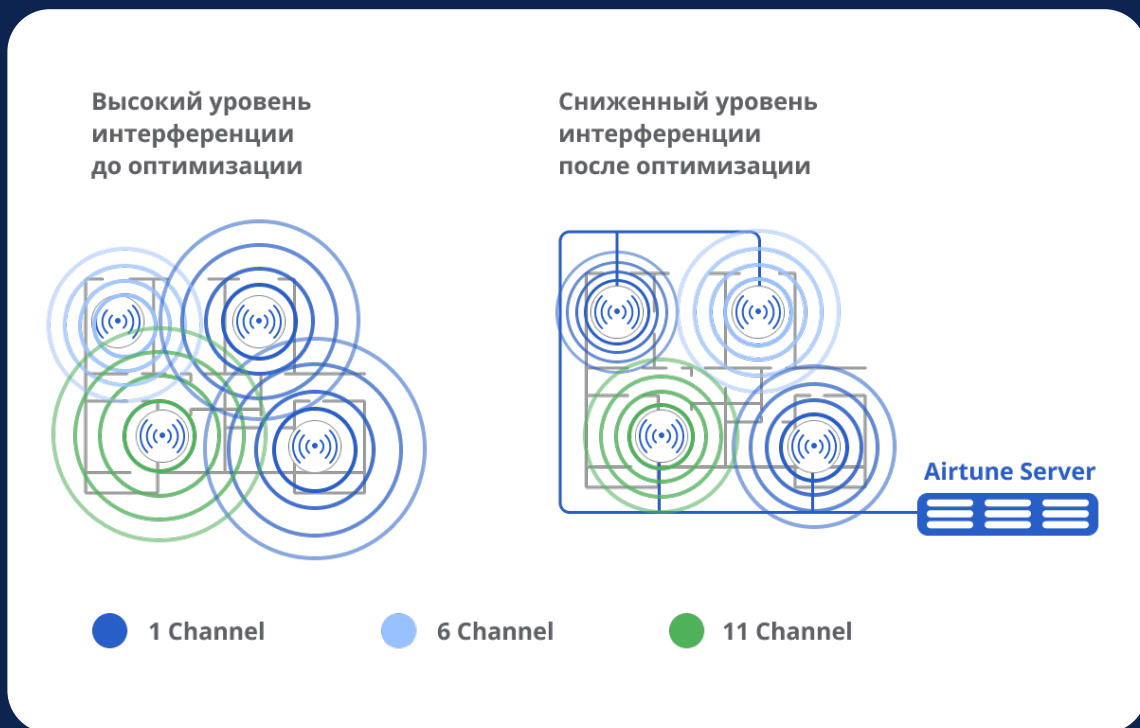 Высокий уровень
интерференции
до оптимизации
Сниженный уровень
интерференции
после оптимизации
Airtune Server
1 Channel
6 Channel
11 Channel